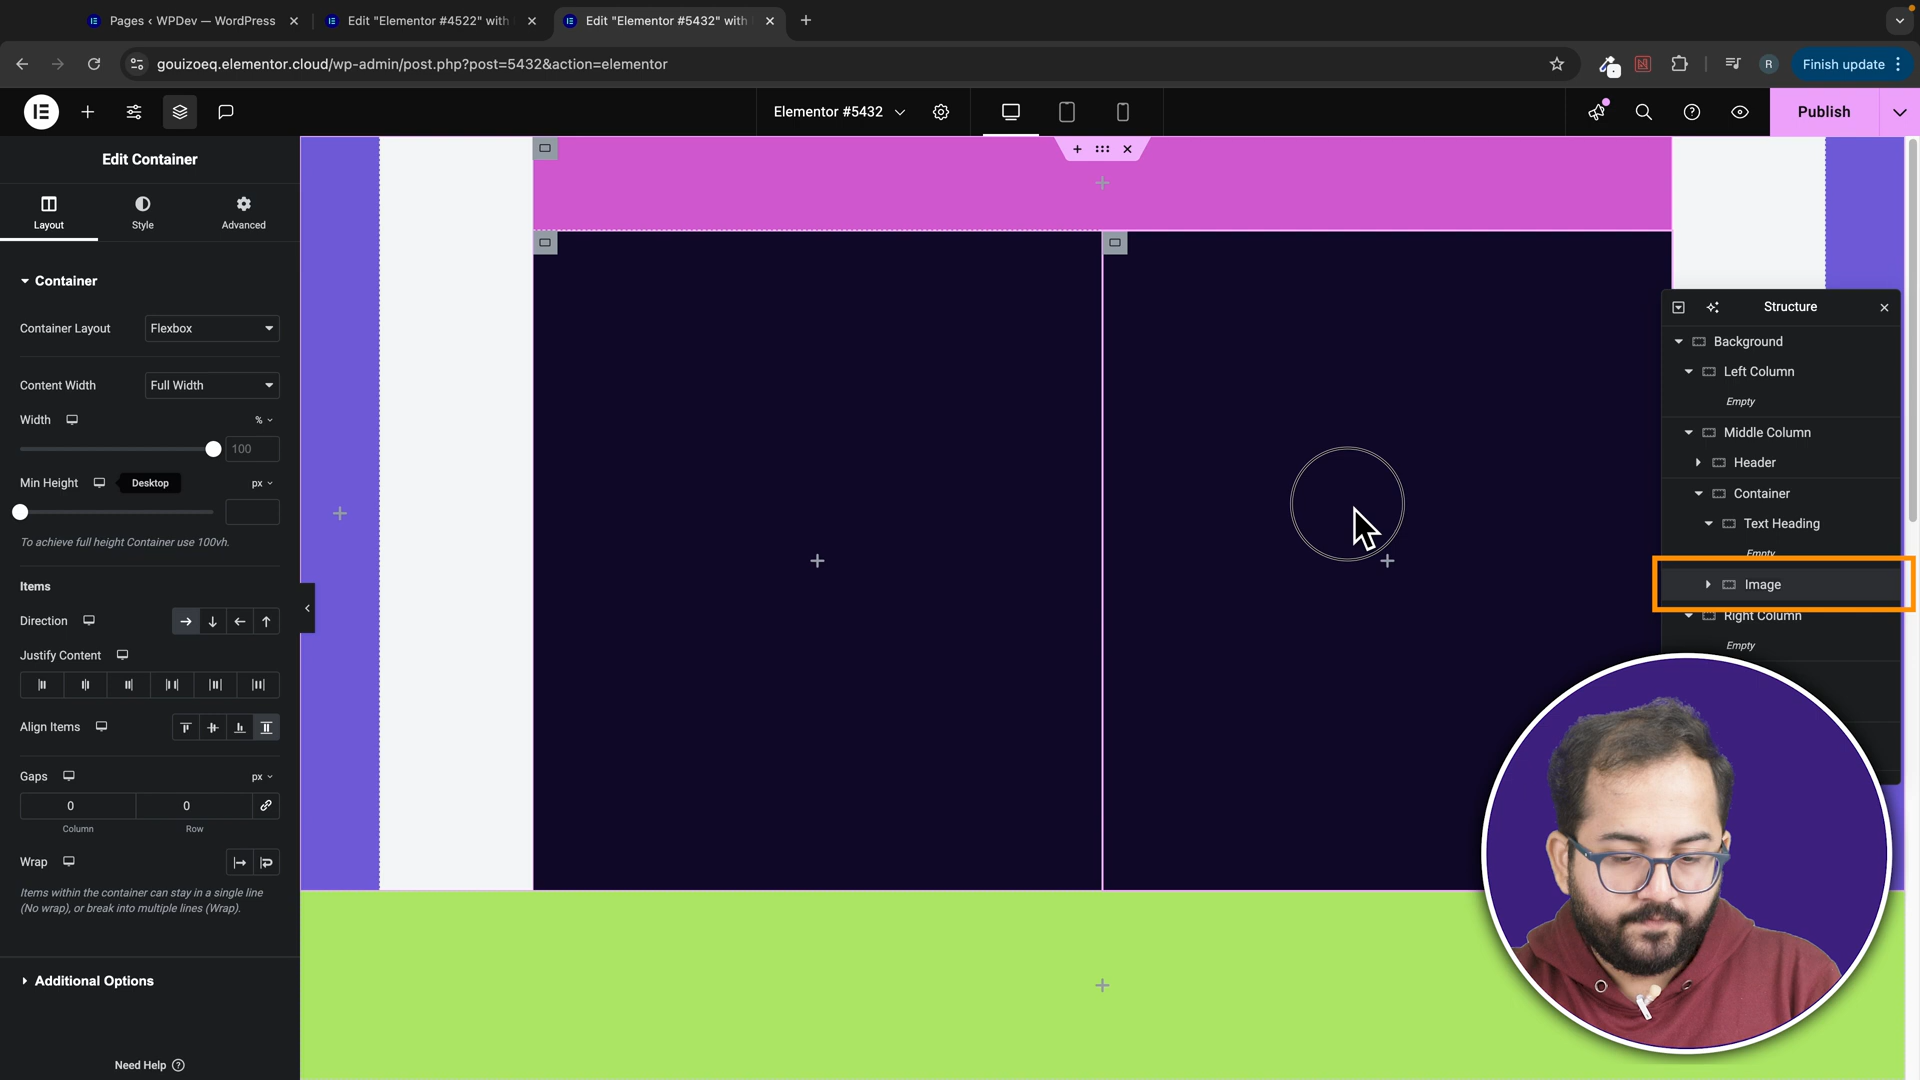 Pages ‹ WPDev — WordPress
Edit "Elementor #4522" with
Edit "Elementor #5432" with
gouizoeq.elementor.cloud/wp-admin/post.php?post=5432&action=elementor
R
Finish update
Elementor #5432
Publish
Edit Container
Layout
Style
Advanced
Container
Container Layout
Flexbox
Content Width
Full Width
Width
%
100
Min Height
Desktop
px
To achieve full height Container use 100vh.
Items
Direction
Justify Content
Align Items
Gaps
px
0
0
Column
Row
Wrap
Items within the container can stay in a single line
(No wrap), or break into multiple lines (Wrap).
Additional Options
Need Help
Structure
Background
Left Column
Empty
Middle Column
Header
Container
Text Heading
Empty
Image
Right Column
Empty